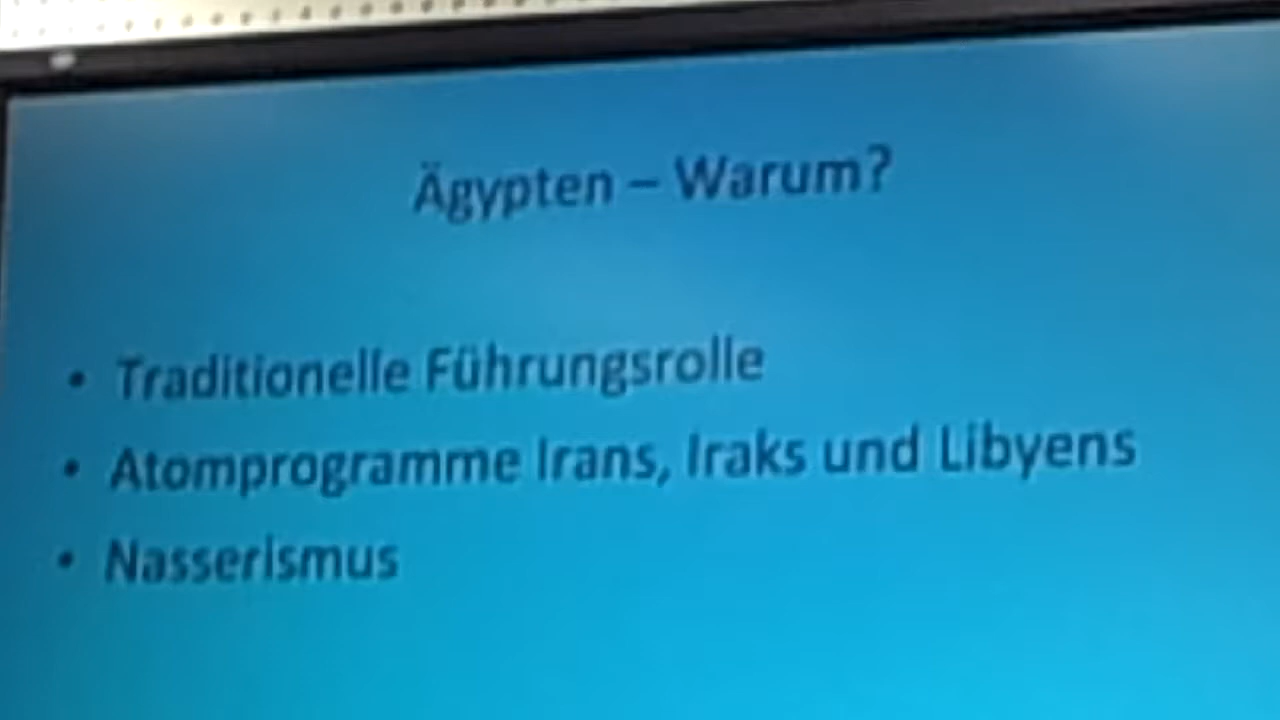 Ägypten – Warum?
• Traditionelle Führungsrolle
• Atomprogramme Irans, Iraks und Libyens
• Nasserismus